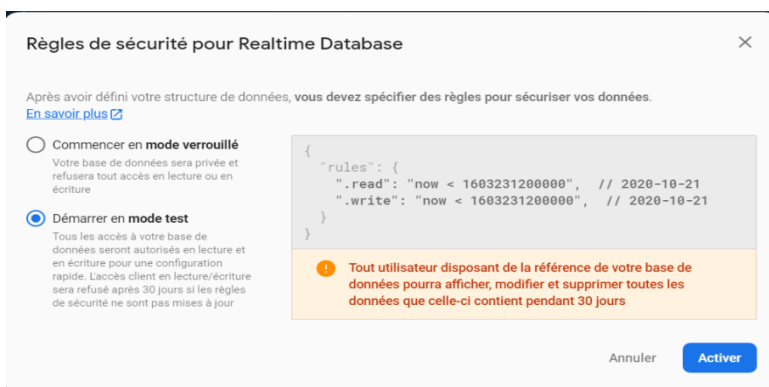 Règles de sécurité pour Realtime Database
Après avoir défini votre structure de données, vous devez spécifier des règles pour sécuriser vos données.
En savoir plus
Commencer en mode verrouillé
Votre base de données sera privée et
refusera tout accès en lecture ou en
écriture
Démarrer en mode test
Tous les accès à votre base de
données seront autorisés en lecture et
en écriture pour une configuration
rapide. L'accès client en lecture/écriture
sera refusé après 30 jours si les règles
de sécurité ne sont pas mises à jour
{
"rules": {
".read": "now < 1603231200000", // 2020-10-21
".write": "now < 1603231200000", // 2020-10-21
}
}
Tout utilisateur disposant de la référence de votre base de
données pourra afficher, modifier et supprimer toutes les
données que celle-ci contient pendant 30 jours
Annuler
Activer